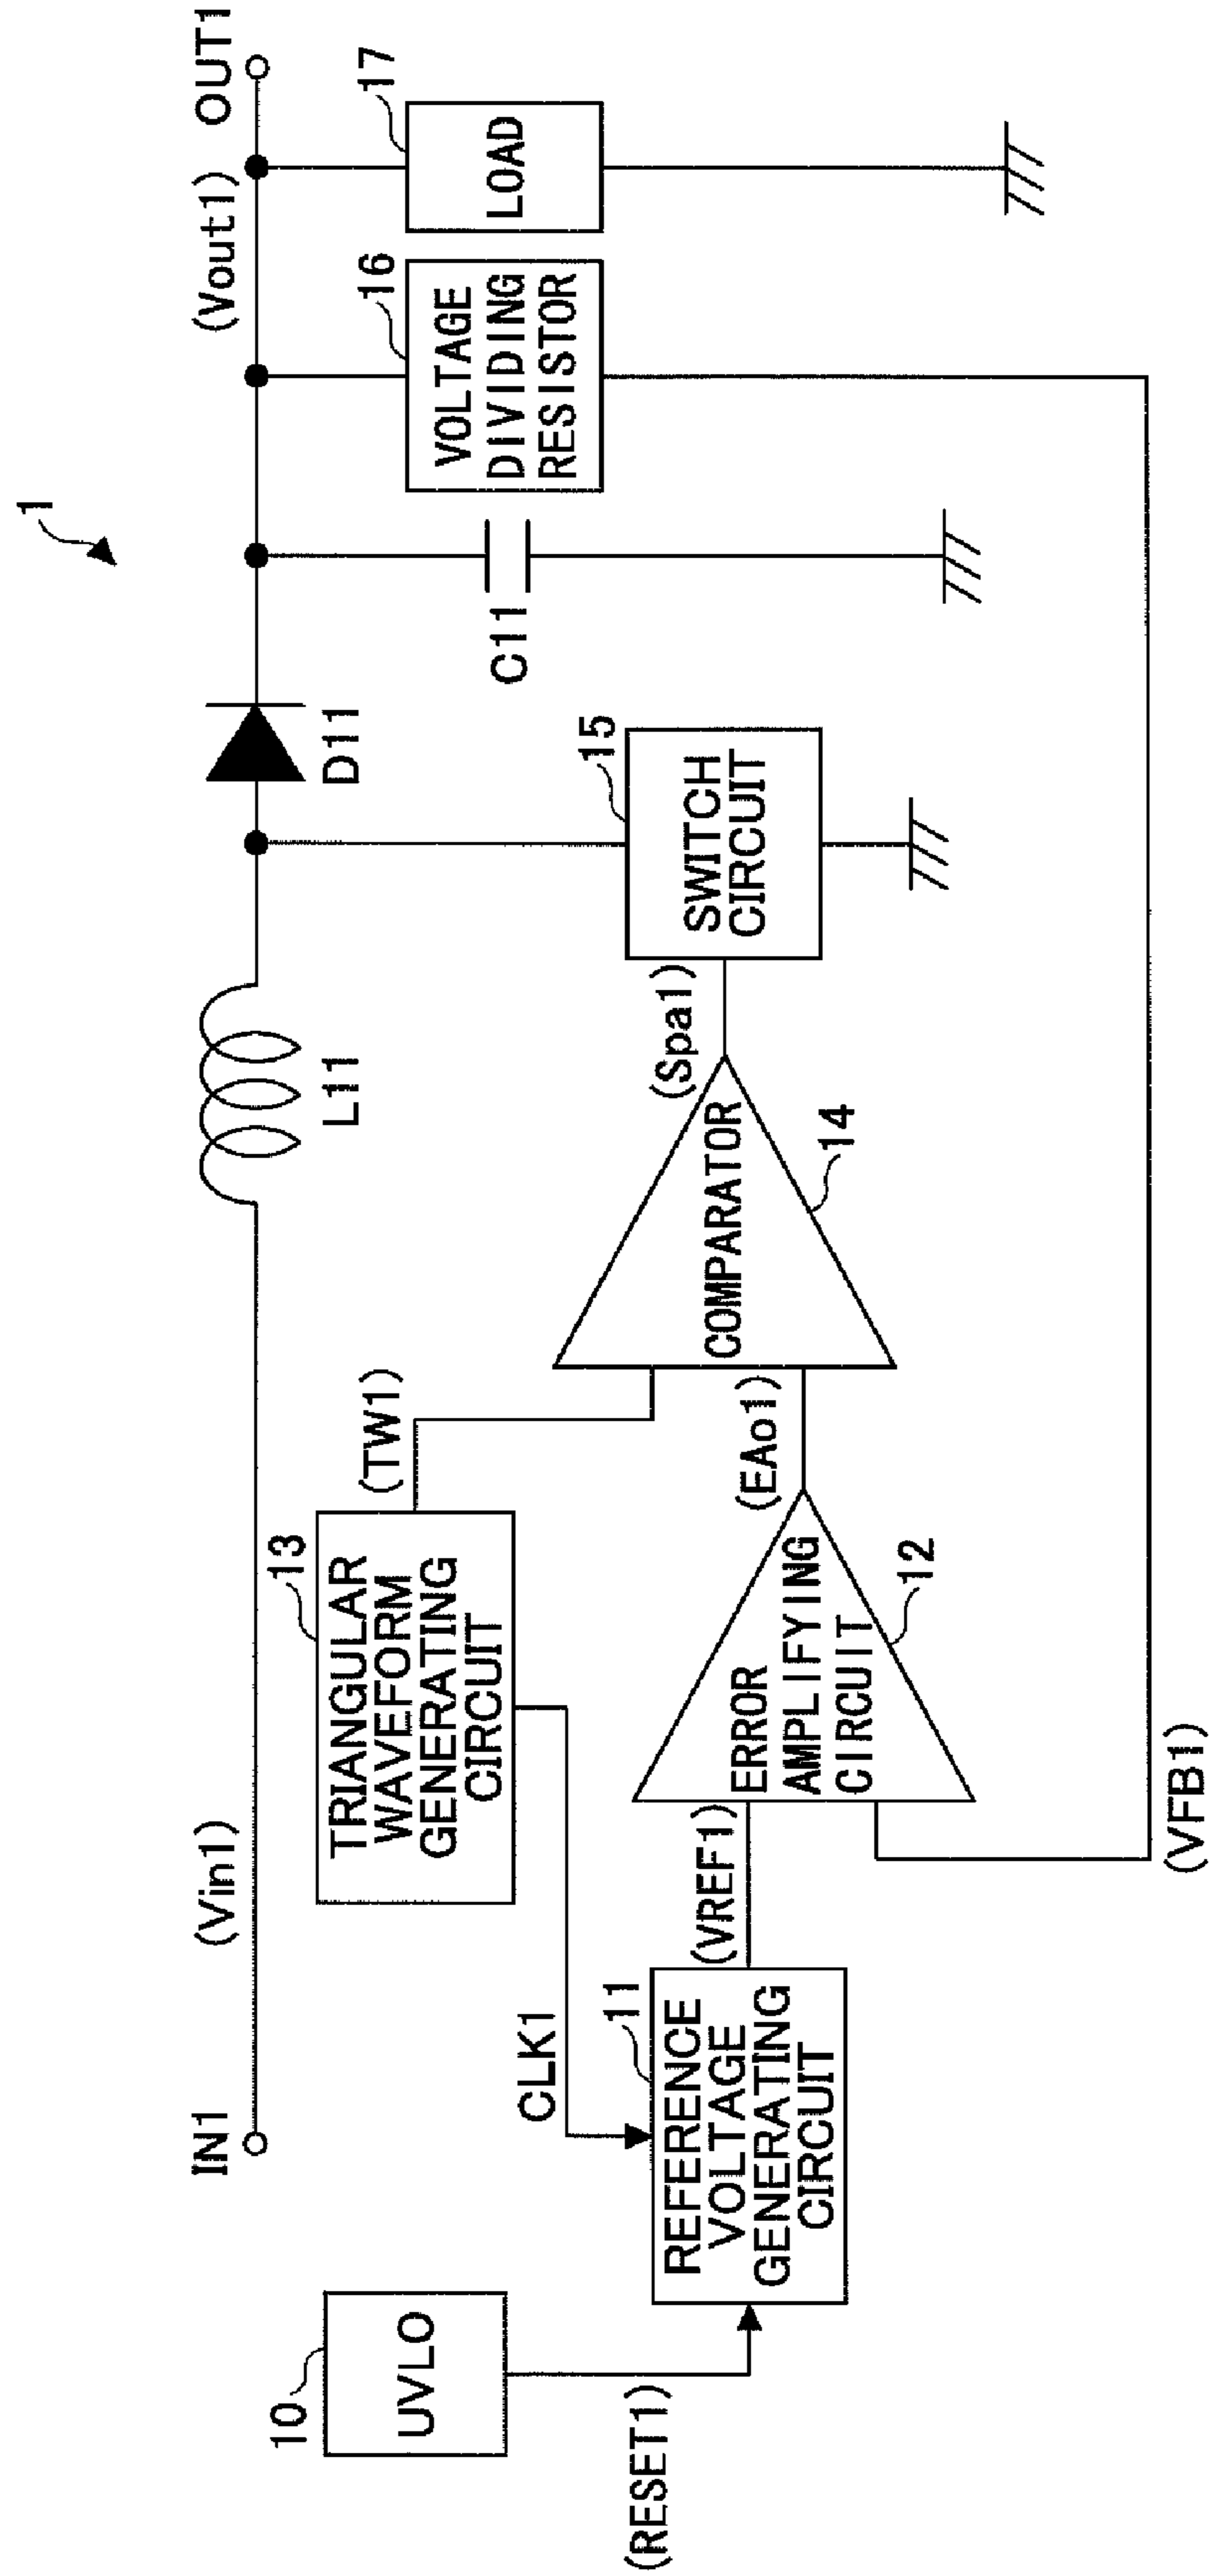 1
IN1
(Vin1)
L11
D11
C11
(Vout1)
OUT1
10
UVLO
(RESET1)
13
TRIANGULAR
WAVEFORM
GENERATING
CIRCUIT
(TW1)
CLK1
11
REFERENCE
VOLTAGE
GENERATING
CIRCUIT
(VREF1)
ERROR
AMPLIFYING
CIRCUIT
12
(EAo1)
COMPARATOR
14
(Spa1)
15
SWITCH
CIRCUIT
16
VOLTAGE
DIVIDING
RESISTOR
17
LOAD
(VFB1)